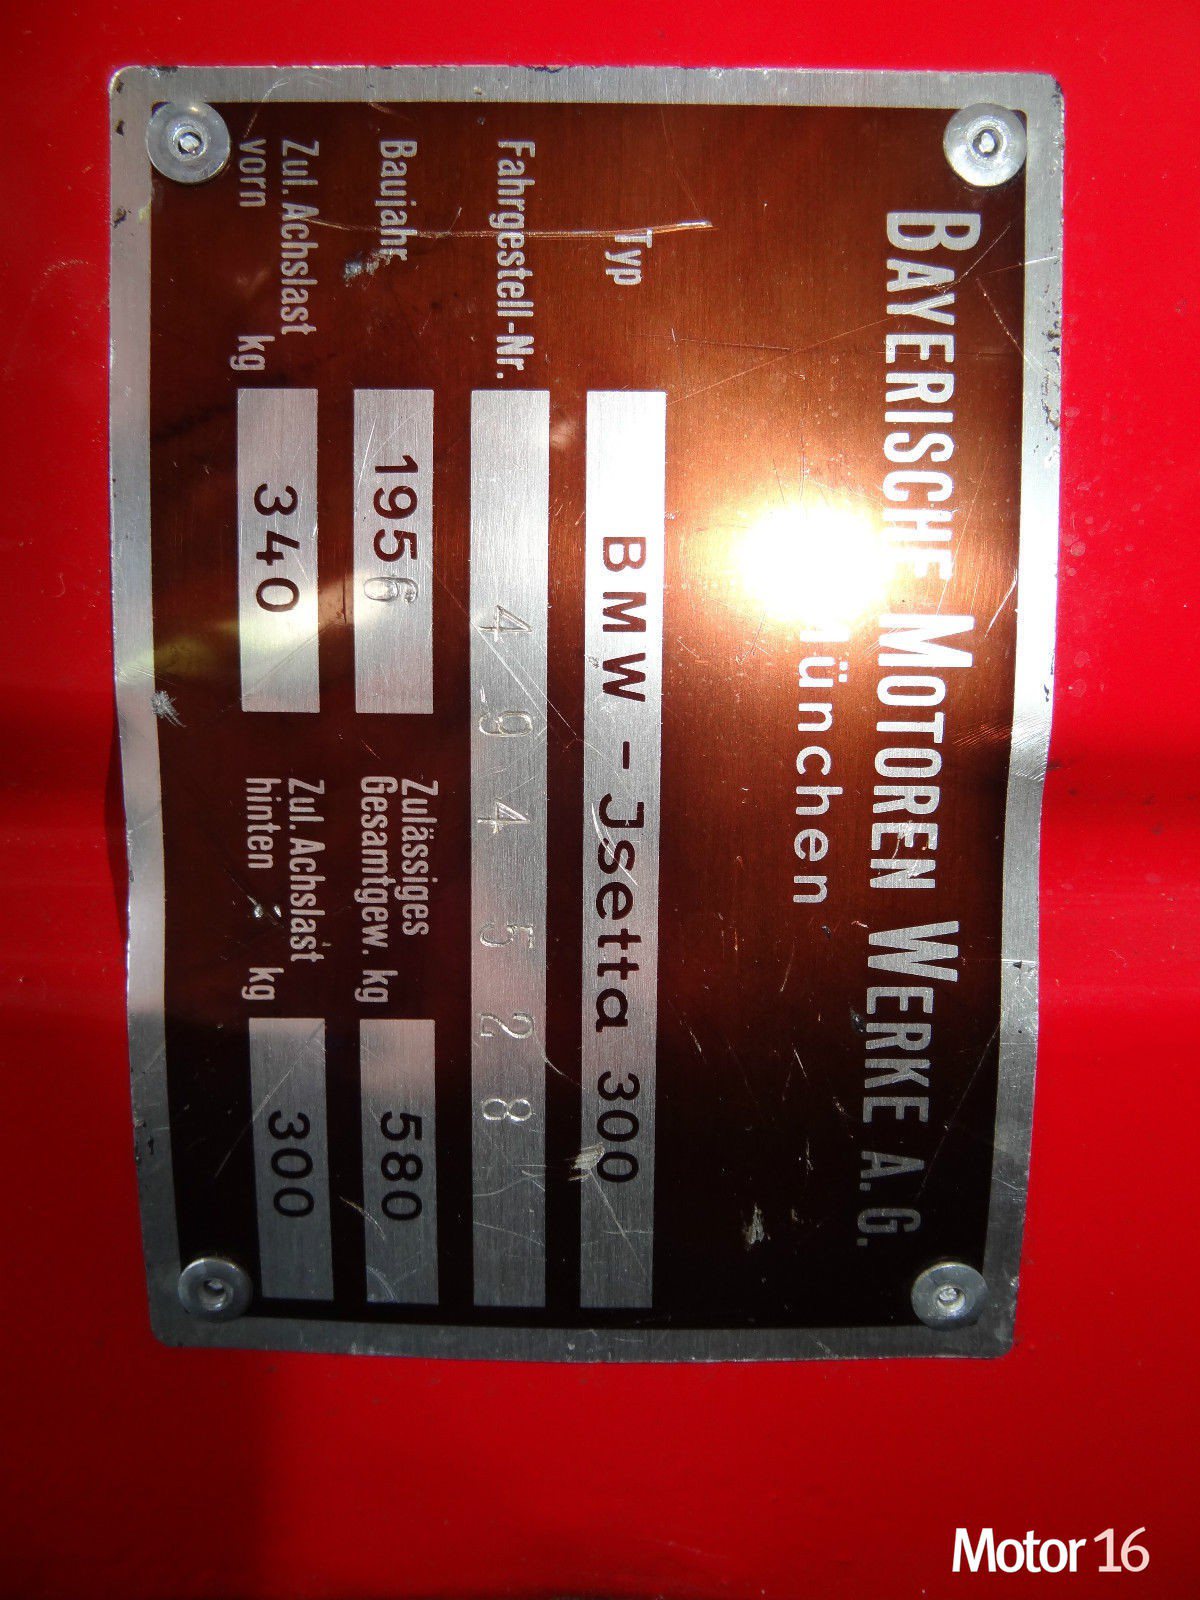 BAYERISCHE MOTOREN WERKE A.G.
München
Typ BMW - Jsetta 300
Fahrgestell-Nr. 494528
Baujahr 1956 Zulässiges Gesamtgew. kg 580
Zul. Achslast vorn kg 340 Zul. Achslast hinten kg 300
Motor 16